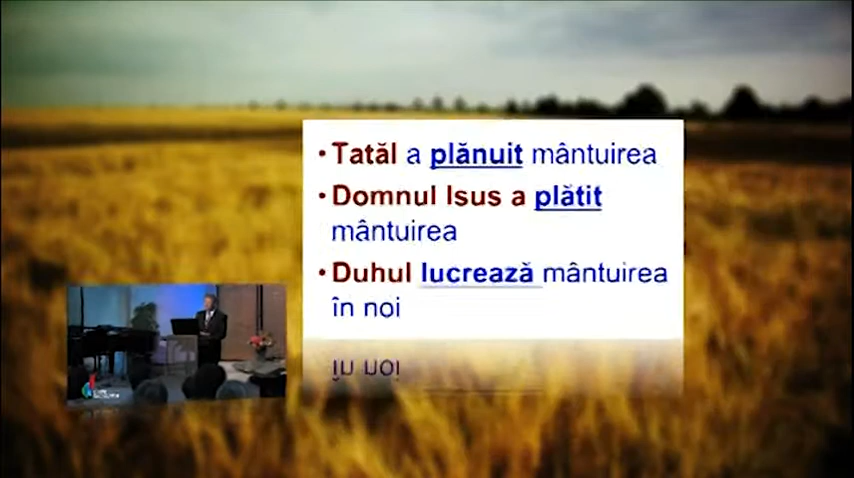 • Tatăl a plănuit mântuirea
• Domnul Isus a plătit
mântuirea
• Duhul lucrează mântuirea
în noi